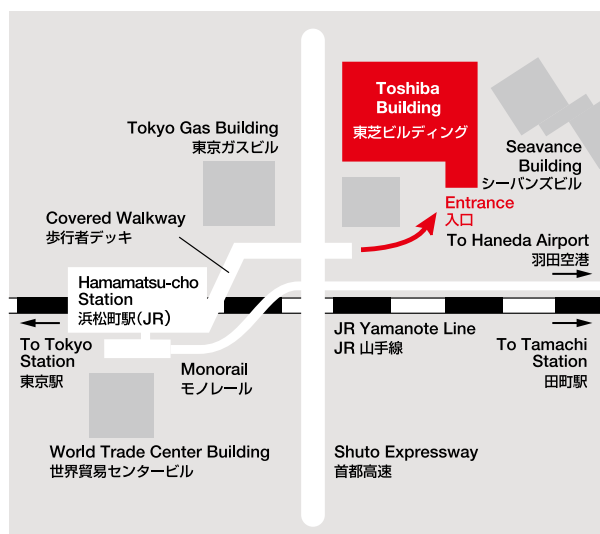 Toshiba
Building
東芝ビルディング
Tokyo Gas Building
東京ガスビル
Seavance
Building
シーバンズビル
Entrance
入口
Covered Walkway
歩行者デッキ
To Haneda Airport
羽田空港
Hamamatsu-cho
Station
浜松町駅(JR)
To Tokyo
Station
東京駅
JR Yamanote Line
JR 山手線
To Tamachi
Station
田町駅
Monorail
モノレール
World Trade Center Building
世界貿易センタービル
Shuto Expressway
首都高速